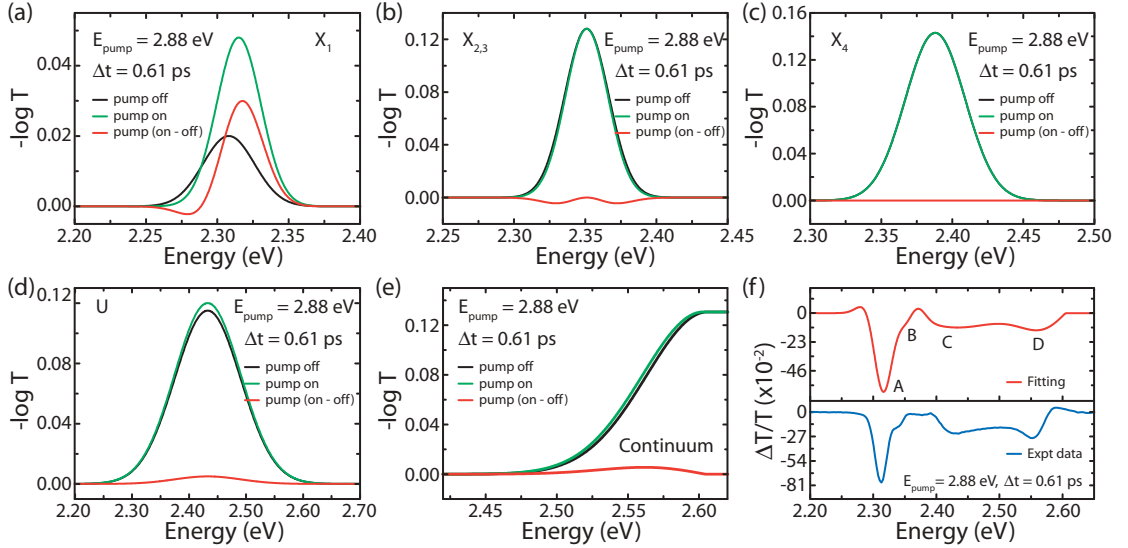 (a)
E_pump = 2.88 eV
X_1
Δt = 0.61 ps
pump off
pump on
pump (on - off)
-log T
0.04
0.02
0.00
2.20 2.25 2.30 2.35 2.40
Energy (eV)
(b)
X_2,3
E_pump = 2.88 eV
Δt = 0.61 ps
pump off
pump on
pump (on - off)
-log T
0.12
0.08
0.04
0.00
2.25 2.30 2.35 2.40 2.45
Energy (eV)
(c)
X_4
E_pump = 2.88 eV
Δt = 0.61 ps
pump off
pump on
pump (on - off)
-log T
0.16
0.12
0.08
0.04
0.00
2.30 2.35 2.40 2.45 2.50
Energy (eV)
(d)
U
E_pump = 2.88 eV
Δt = 0.61 ps
pump off
pump on
pump (on - off)
-log T
0.12
0.08
0.04
0.00
2.20 2.30 2.40 2.50 2.60 2.70
Energy (eV)
(e)
E_pump = 2.88 eV
Δt = 0.61 ps
pump off
pump on
pump (on - off)
Continuum
-log T
0.15
0.12
0.09
0.06
0.03
0.00
2.45 2.50 2.55 2.60
Energy (eV)
(f)
ΔT/T (x10^-2)
0
-23
-46
A
B
C
D
Fitting
0
-27
-54
-81
Expt data
E_pump = 2.88 eV, Δt = 0.61 ps
2.20 2.30 2.40 2.50 2.60
Energy (eV)